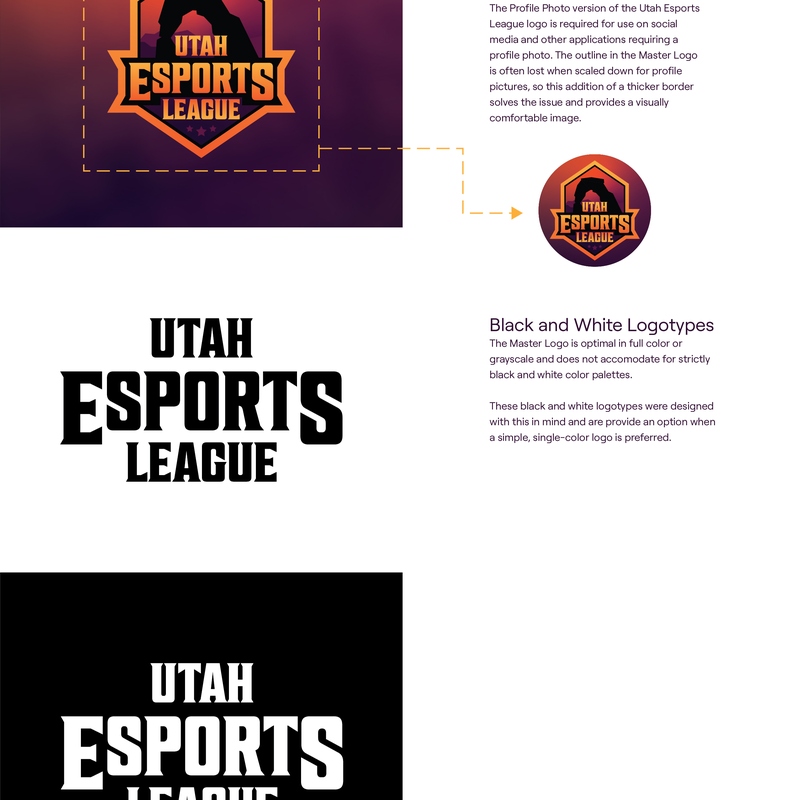 UTAH
ESPORTS
LEAGUE
The Profile Photo version of the Utah Esports
League logo is required for use on social
media and other applications requiring a
profile photo. The outline in the Master Logo
is often lost when scaled down for profile
pictures, so this addition of a thicker border
solves the issue and provides a visually
comfortable image.
UTAH
ESPORTS
LEAGUE
UTAH
ESPORTS
LEAGUE
Black and White Logotypes
The Master Logo is optimal in full color or
grayscale and does not accomodate for strictly
black and white color palettes.
These black and white logotypes were designed
with this in mind and are provide an option when
a simple, single-color logo is preferred.
UTAH
ESPORTS
LEAGUE